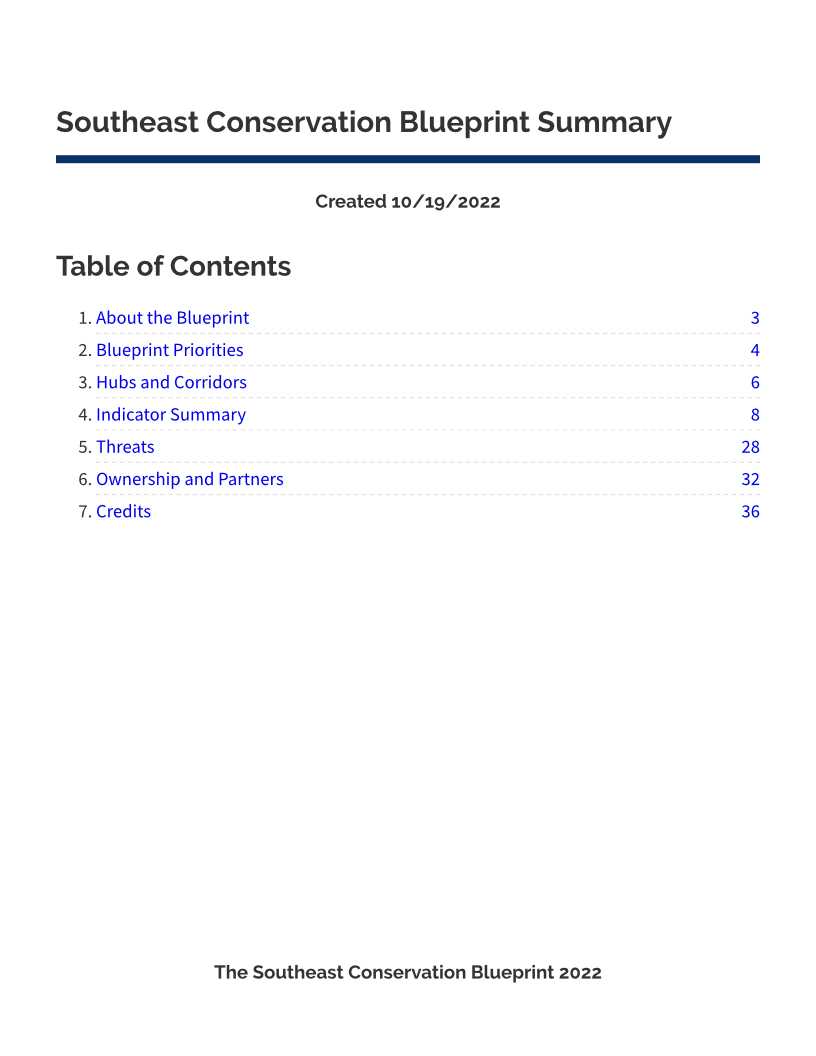 Southeast Conservation Blueprint Summary
Created 10/19/2022
Table of Contents
1. About the Blueprint 3
2. Blueprint Priorities 4
3. Hubs and Corridors 6
4. Indicator Summary 8
5. Threats 28
6. Ownership and Partners 32
7. Credits 36
The Southeast Conservation Blueprint 2022